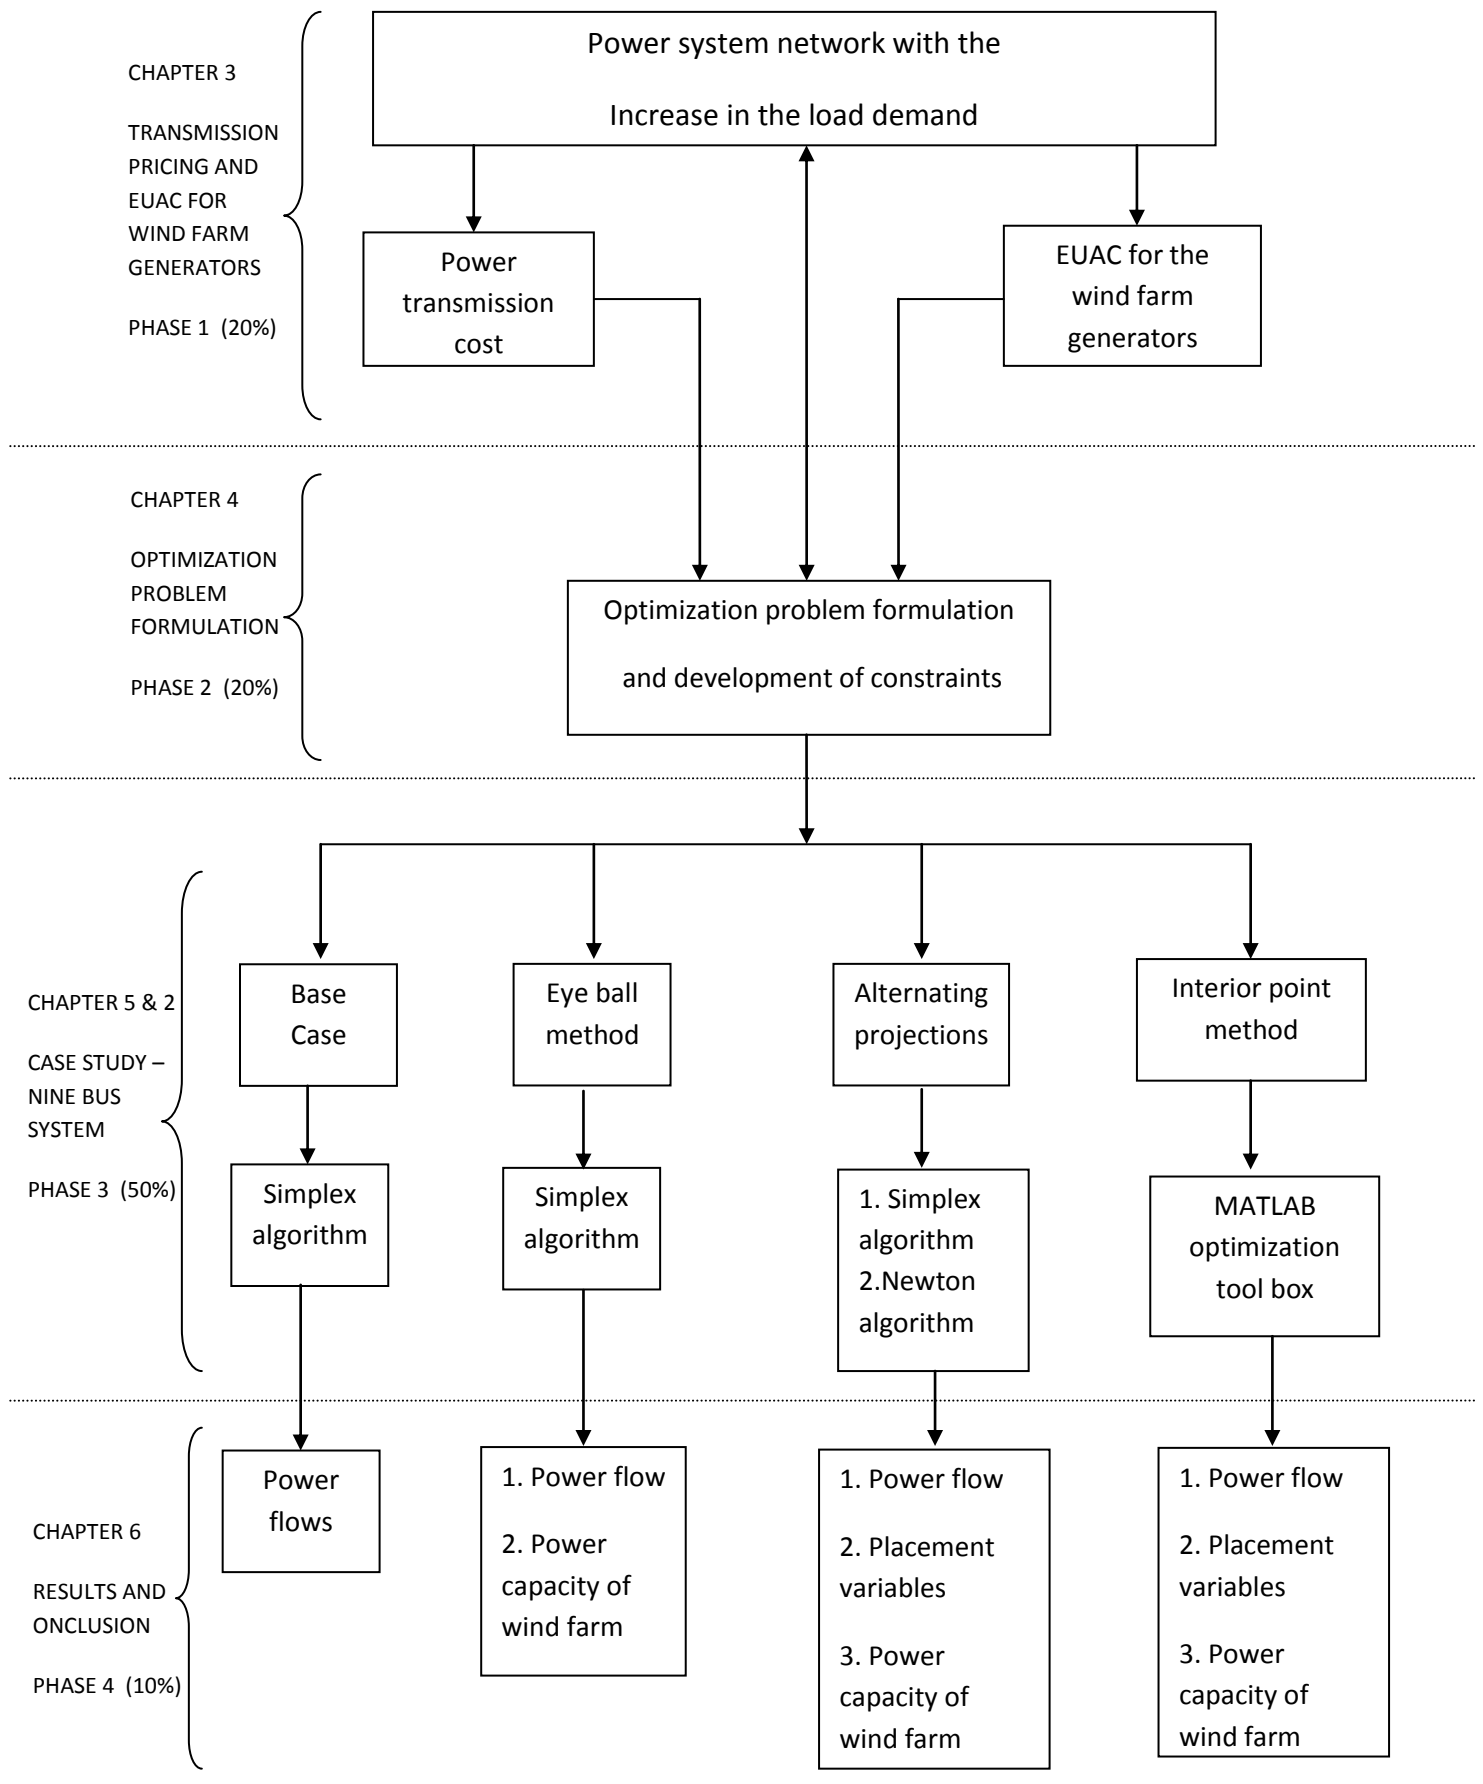 Power system network with the
Increase in the load demand
CHAPTER 3
TRANSMISSION
PRICING AND
EUAC FOR
WIND FARM
GENERATORS
PHASE 1 (20%)
Power
transmission
cost
EUAC for the
wind farm
generators
CHAPTER 4
OPTIMIZATION
PROBLEM
FORMULATION
PHASE 2 (20%)
Optimization problem formulation
and development of constraints
CHAPTER 5 & 2
CASE STUDY –
NINE BUS
SYSTEM
PHASE 3 (50%)
Base
Case
Eye ball
method
Alternating
projections
Interior point
method
Simplex
algorithm
Simplex
algorithm
1. Simplex
algorithm
2.Newton
algorithm
MATLAB
optimization
tool box
CHAPTER 6
RESULTS AND
ONCLUSION
PHASE 4 (10%)
Power
flows
1. Power flow
2. Power
capacity of
wind farm
1. Power flow
2. Placement
variables
3. Power
capacity of
wind farm
1. Power flow
2. Placement
variables
3. Power
capacity of
wind farm